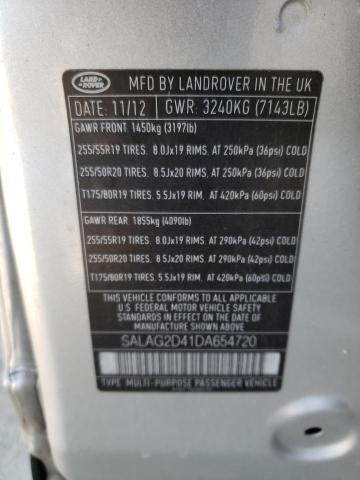 LAND-
-ROVER
MFD BY LANDROVER IN THE UK
DATE: 11/12 GWR: 3240KG (7143LB)
GAWR FRONT: 1450kg (3197lb)
255/55R19 TIRES. 8.0Jx19 RIMS. AT 250kPa (36psi) COLD
255/50R20 TIRES. 8.5Jx20 RIMS. AT 250kPa (36psi) COLD
T175/80R19 TIRES. 5.5Jx19 RIM. AT 420kPa (60psi) COLD
GAWR REAR: 1855kg (4090lb)
255/55R19 TIRES. 8.0Jx19 RIMS. AT 290kPa (42psi) COLD
255/50R20 TIRES. 8.5Jx20 RIMS. AT 290kPa (42psi) COLD
T175/80R19 TIRES. 5.5Jx19 RIM. AT 420kPa (60psi) COLD
THIS VEHICLE CONFORMS TO ALL APPLICABLE
U.S. FEDERAL MOTOR VEHICLE SAFETY STANDARDS
IN EFFECT ON THE DATE OF MANUFACTURE SHOWN ABOVE
SALAG2D41DA654720
TYPE: MULTI-PURPOSE PASSENGER VEHICLE